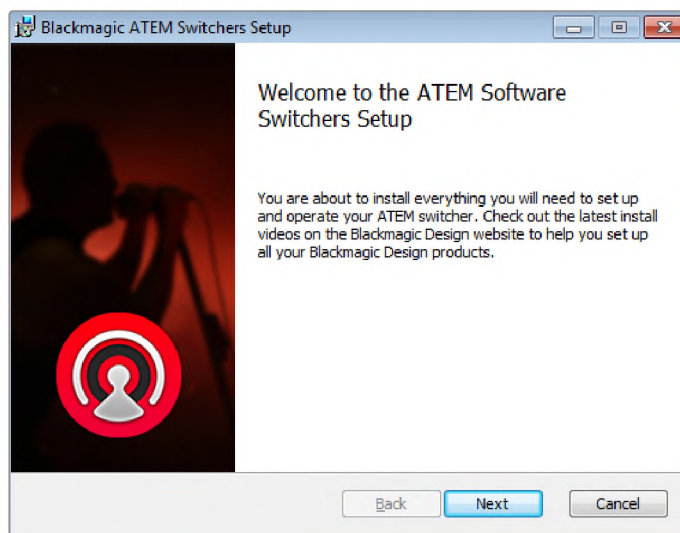 Blackmagic ATEM Switchers Setup
Welcome to the ATEM Software
Switchers Setup
You are about to install everything you will need to set up
and operate your ATEM switcher. Check out the latest install
videos on the Blackmagic Design website to help you set up
all your Blackmagic Design products.
Back
Next
Cancel